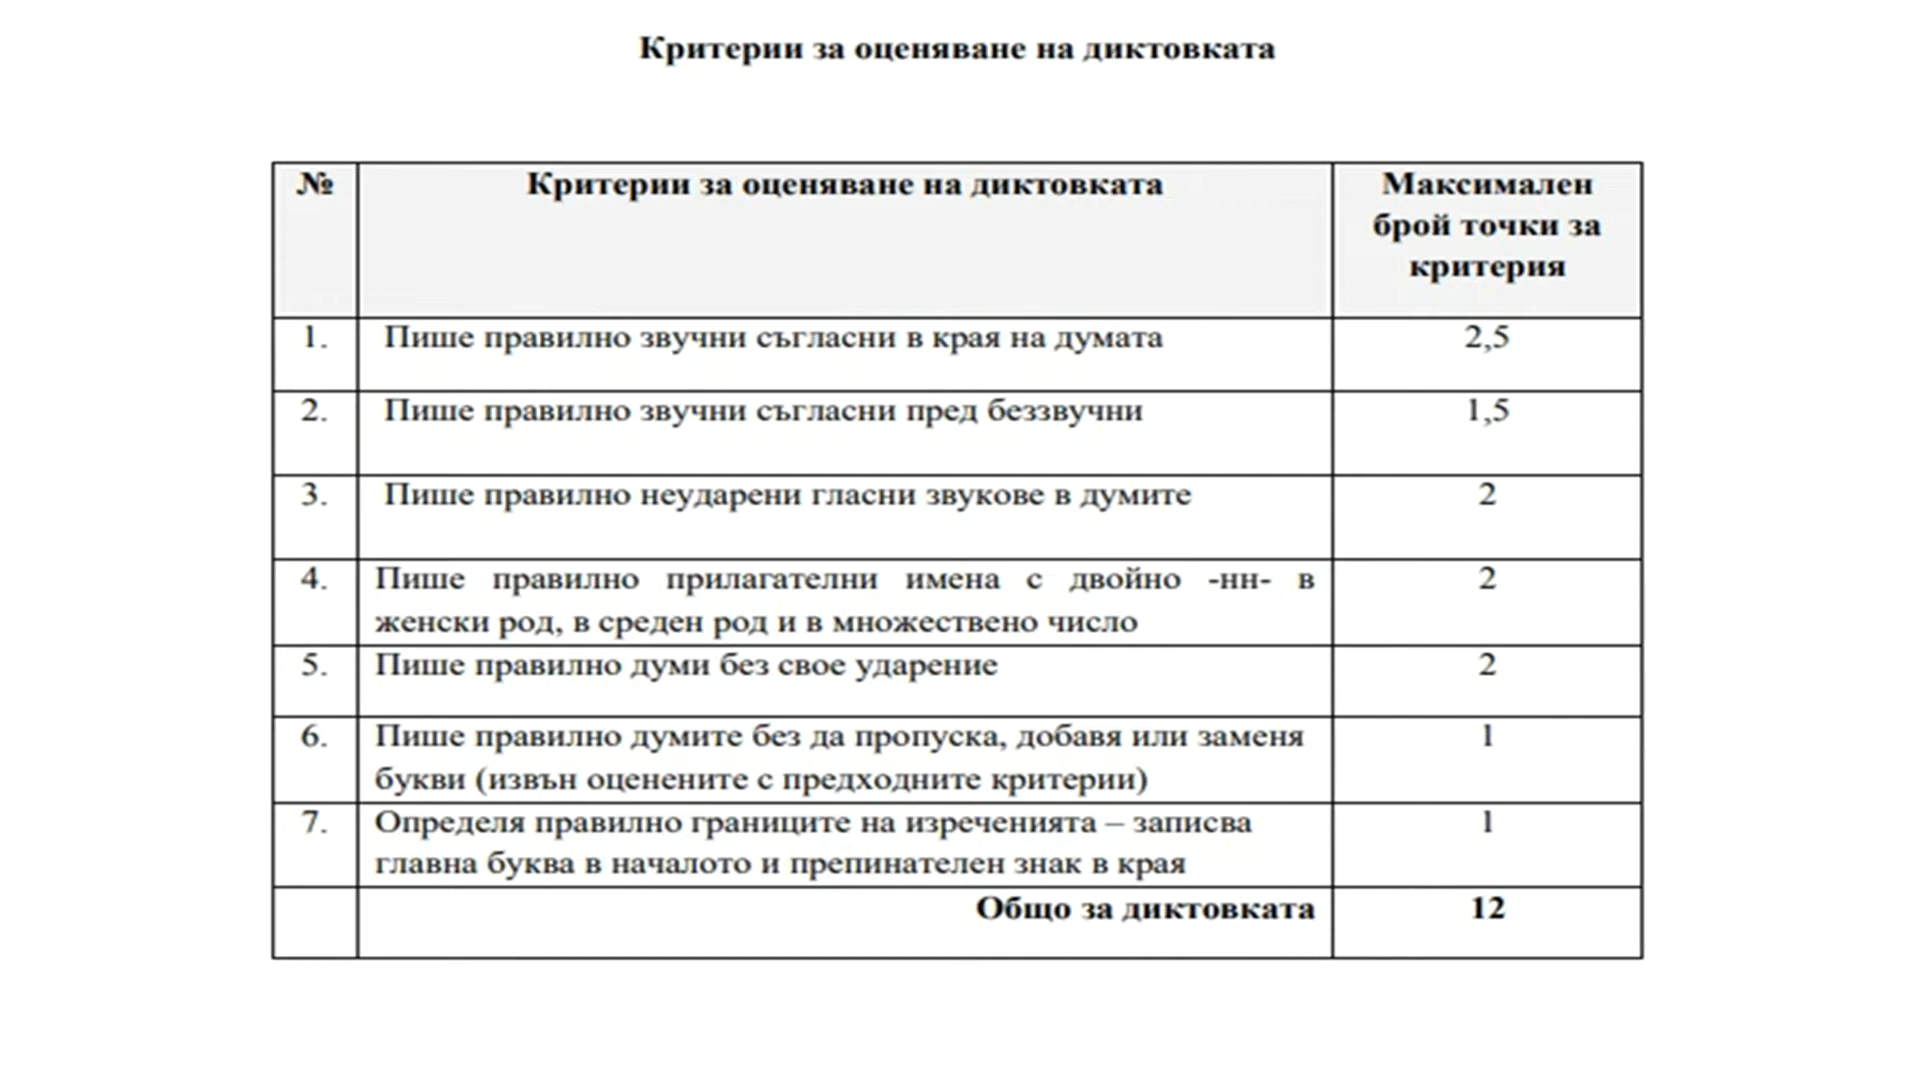 Критерии за оценяване на диктовката
№ Критерии за оценяване на диктовката Максимален
брой точки за
критерия
1. Пише правилно звучни съгласни в края на думата 2,5
2. Пише правилно звучни съгласни пред беззвучни 1,5
3. Пише правилно неударени гласни звукове в думите 2
4. Пише правилно прилагателни имена с двойно -нн- в 2
женски род, в среден род и в множествено число
5. Пише правилно думи без свое ударение 2
6. Пише правилно думите без да пропуска, добавя или заменя 1
букви (извън оценените с предходните критерии)
7. Определя правилно границите на изреченията – записва 1
главна буква в началото и препинателен знак в края
Общо за диктовката 12